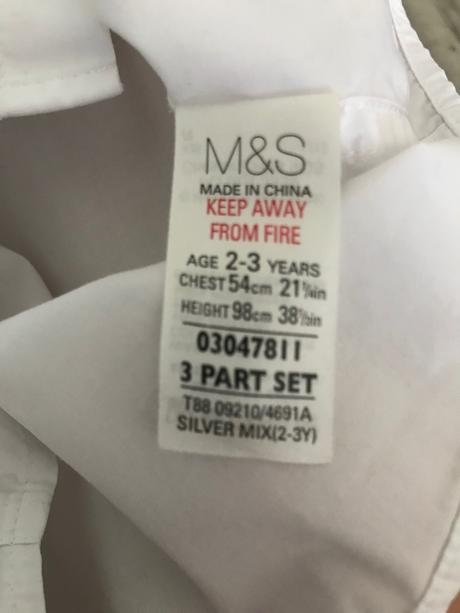 M&S
MADE IN CHINA
KEEP AWAY
FROM FIRE
AGE 2-3 YEARS
CHEST 54cm 21¼in
HEIGHT 98cm 38½in
03047811
3 PART SET
T88 09210/4691A
SILVER MIX(2-3Y)